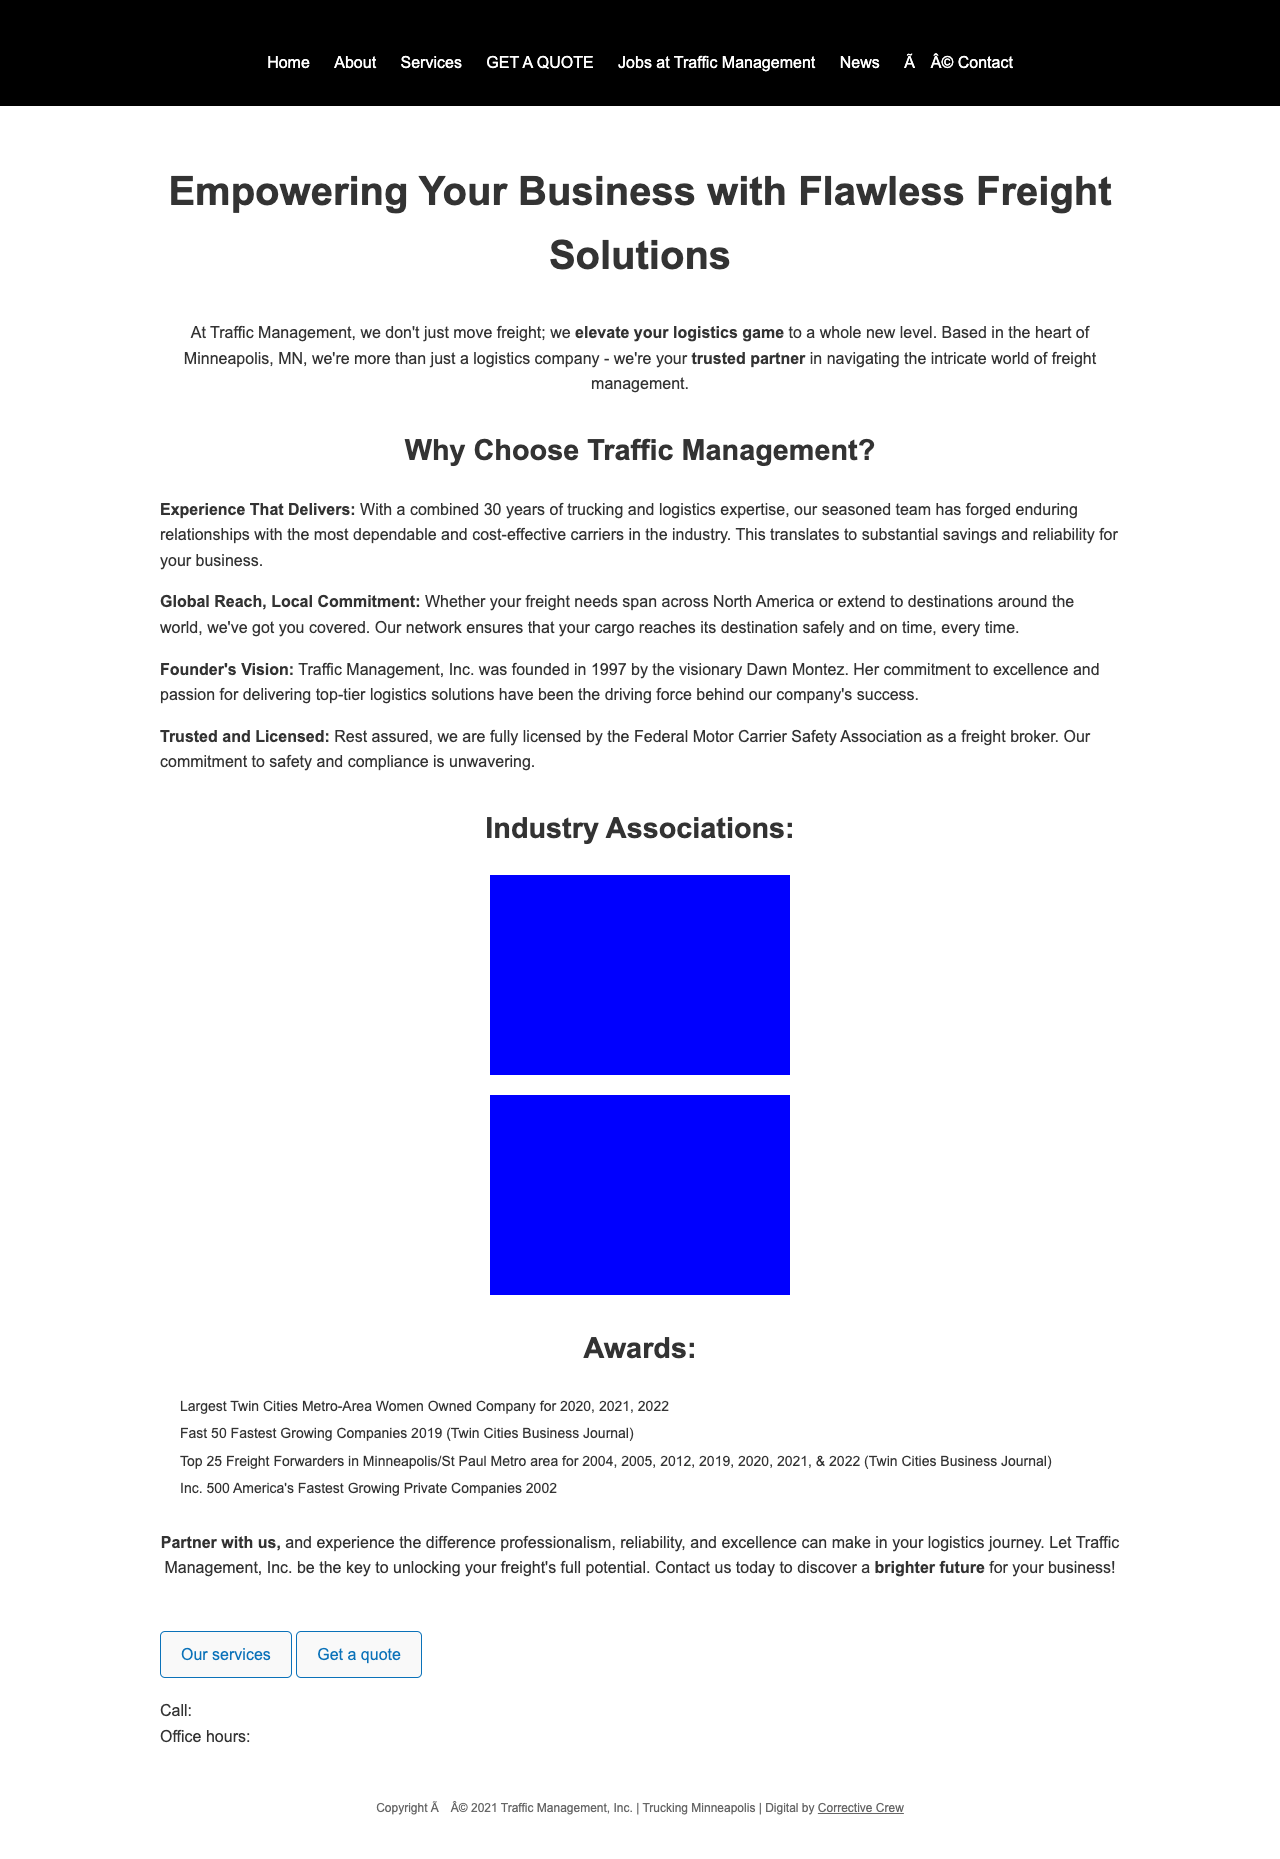 Home About Services GET A QUOTE Jobs at Traffic Management News Ã Â© Contact
Empowering Your Business with Flawless Freight
Solutions
At Traffic Management, we don't just move freight; we elevate your logistics game to a whole new level. Based in the heart of
Minneapolis, MN, we're more than just a logistics company - we're your trusted partner in navigating the intricate world of freight
management.
Why Choose Traffic Management?
Experience That Delivers: With a combined 30 years of trucking and logistics expertise, our seasoned team has forged enduring
relationships with the most dependable and cost-effective carriers in the industry. This translates to substantial savings and reliability for
your business.
Global Reach, Local Commitment: Whether your freight needs span across North America or extend to destinations around the
world, we've got you covered. Our network ensures that your cargo reaches its destination safely and on time, every time.
Founder's Vision: Traffic Management, Inc. was founded in 1997 by the visionary Dawn Montez. Her commitment to excellence and
passion for delivering top-tier logistics solutions have been the driving force behind our company's success.
Trusted and Licensed: Rest assured, we are fully licensed by the Federal Motor Carrier Safety Association as a freight broker. Our
commitment to safety and compliance is unwavering.
Industry Associations:
Awards:
Largest Twin Cities Metro-Area Women Owned Company for 2020, 2021, 2022
Fast 50 Fastest Growing Companies 2019 (Twin Cities Business Journal)
Top 25 Freight Forwarders in Minneapolis/St Paul Metro area for 2004, 2005, 2012, 2019, 2020, 2021, & 2022 (Twin Cities Business Journal)
Inc. 500 America's Fastest Growing Private Companies 2002
Partner with us, and experience the difference professionalism, reliability, and excellence can make in your logistics journey. Let Traffic
Management, Inc. be the key to unlocking your freight's full potential. Contact us today to discover a brighter future for your business!
Our services Get a quote
Call:
Office hours:
Copyright Ã Â© 2021 Traffic Management, Inc. | Trucking Minneapolis | Digital by Corrective Crew